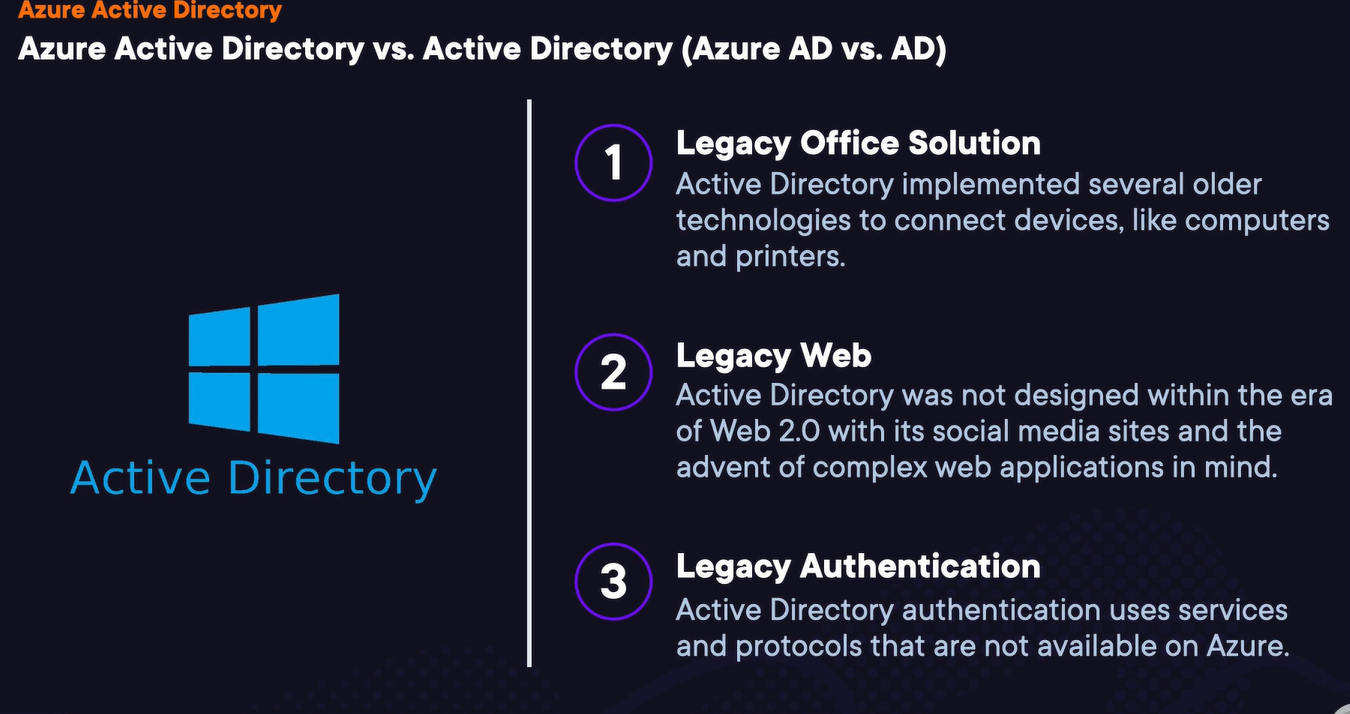 Azure Active Directory
Azure Active Directory vs. Active Directory (Azure AD vs. AD)
Active Directory
1
Legacy Office Solution
Active Directory implemented several older
technologies to connect devices, like computers
and printers.
2
Legacy Web
Active Directory was not designed within the era
of Web 2.0 with its social media sites and the
advent of complex web applications in mind.
3
Legacy Authentication
Active Directory authentication uses services
and protocols that are not available on Azure.